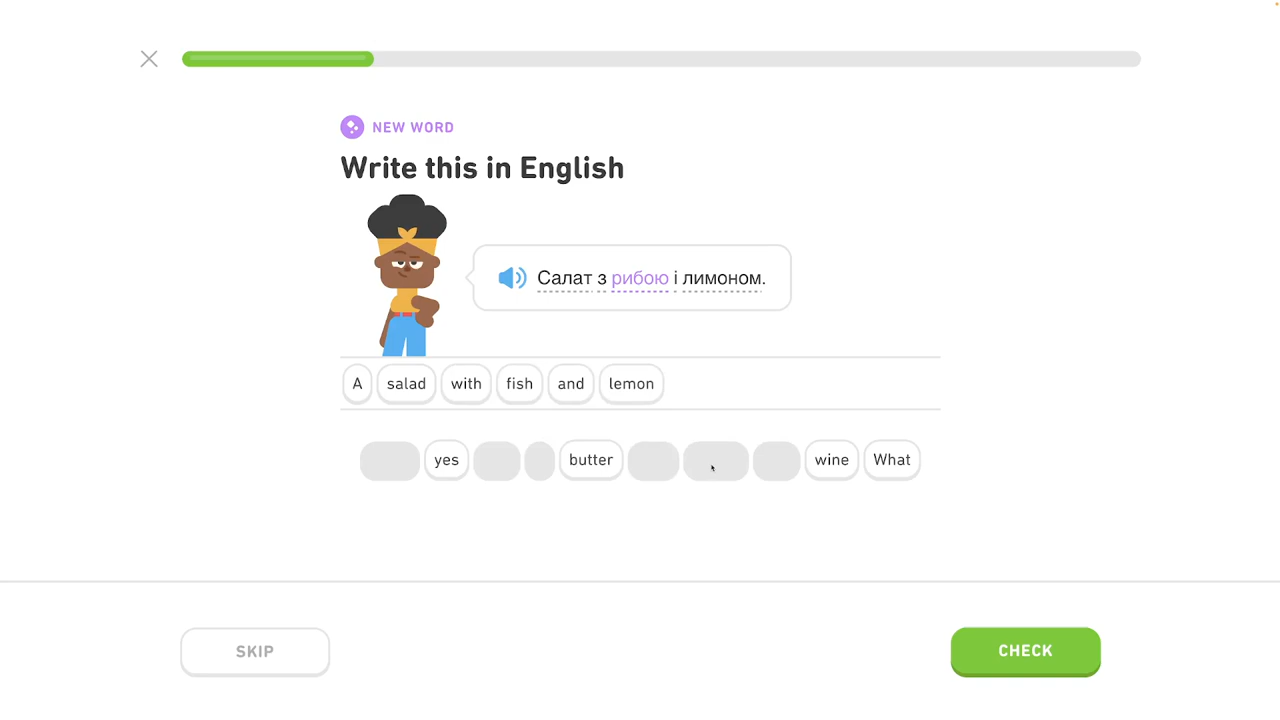 NEW WORD
Write this in English
Салат з рибою і лимоном.
A salad with fish and lemon
yes butter wine What
SKIP CHECK